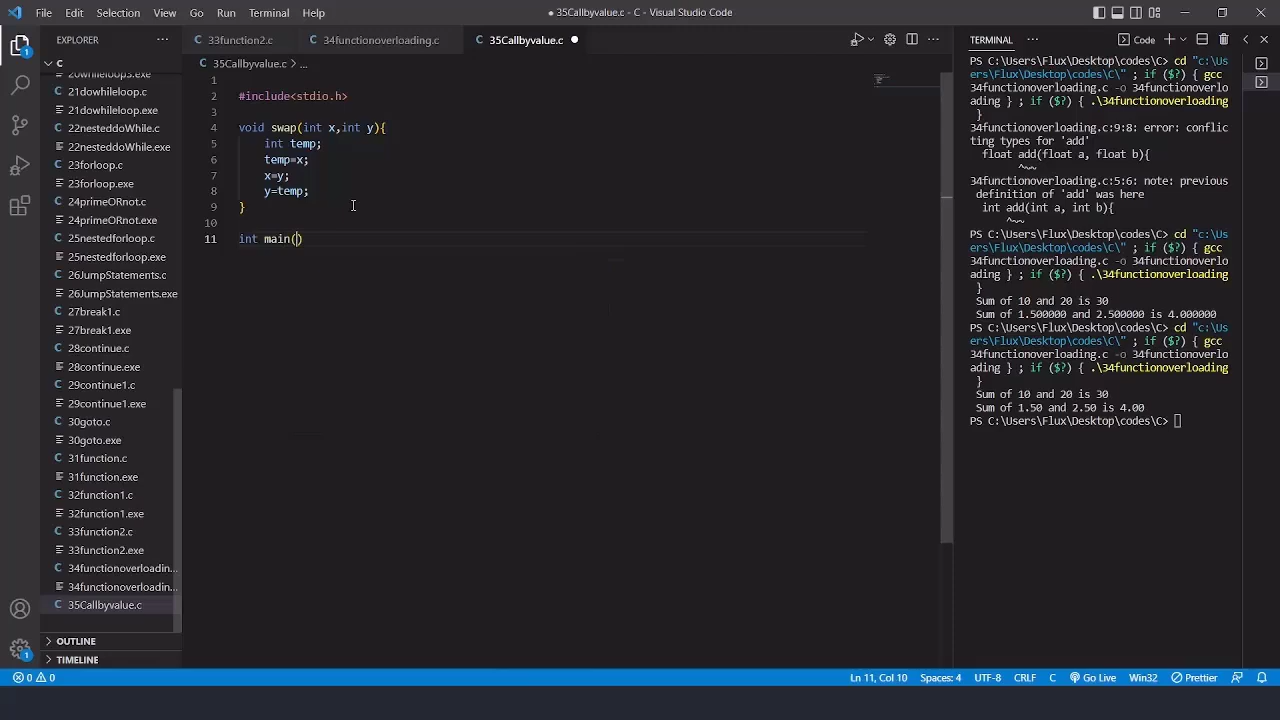 File Edit Selection View Go Run Terminal Help
● 35Callbyvalue.c - C - Visual Studio Code
EXPLORER
C
20whileloop3.exe
21dowhileloop.c
21dowhileloop.exe
22nesteddoWhile.c
22nesteddoWhile.exe
23forloop.c
23forloop.exe
24primeORnot.c
24primeORnot.exe
25nestedforloop.c
25nestedforloop.exe
26JumpStatements.c
26JumpStatements.exe
27break1.c
27break1.exe
28continue.c
28continue.exe
29continue1.c
29continue1.exe
30goto.c
30goto.exe
31function.c
31function.exe
32function1.c
32function1.exe
33function2.c
33function2.exe
34functionoverloadin...
34functionoverloadin...
35Callbyvalue.c
OUTLINE
TIMELINE
33function2.c 34functionoverloading.c 35Callbyvalue.c
35Callbyvalue.c > ...
1
2 #include<stdio.h>
3
4 void swap(int x,int y){
5 int temp;
6 temp=x;
7 x=y;
8 y=temp;
9 }
10
11 int main()
TERMINAL
Code
PS C:\Users\Flux\Desktop\codes\C> cd "c:\Us
ers\Flux\Desktop\codes\C\" ; if ($?) { gcc
34functionoverloading.c -o 34functionoverlo
ading } ; if ($?) { .\34functionoverloading
}
34functionoverloading.c:9:8: error: conflic
ting types for 'add'
float add(float a, float b){
^~~
34functionoverloading.c:5:6: note: previous
definition of 'add' was here
int add(int a, int b){
^~~
PS C:\Users\Flux\Desktop\codes\C> cd "c:\Us
ers\Flux\Desktop\codes\C\" ; if ($?) { gcc
34functionoverloading.c -o 34functionoverlo
ading } ; if ($?) { .\34functionoverloading
}
Sum of 10 and 20 is 30
Sum of 1.500000 and 2.500000 is 4.000000
PS C:\Users\Flux\Desktop\codes\C> cd "c:\Us
ers\Flux\Desktop\codes\C\" ; if ($?) { gcc
34functionoverloading.c -o 34functionoverlo
ading } ; if ($?) { .\34functionoverloading
}
Sum of 10 and 20 is 30
Sum of 1.50 and 2.50 is 4.00
PS C:\Users\Flux\Desktop\codes\C>
0 0 Ln 11, Col 10 Spaces: 4 UTF-8 CRLF C Go Live Win32 Prettier